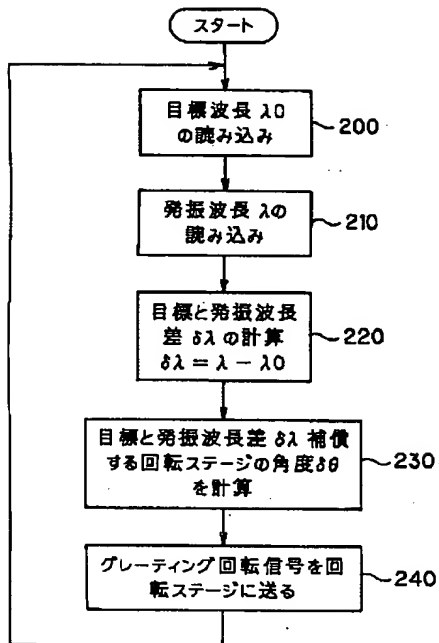 スタート
目標波長 λ0
の読み込み
200
発振波長 λの
読み込み
210
目標と発振波長
差 δλ の計算
δλ = λ − λ0
220
目標と発振波長差 δλ 補償
する回転ステージの角度δθ
を計算
230
グレーティング回転信号を回
転ステージに送る
240